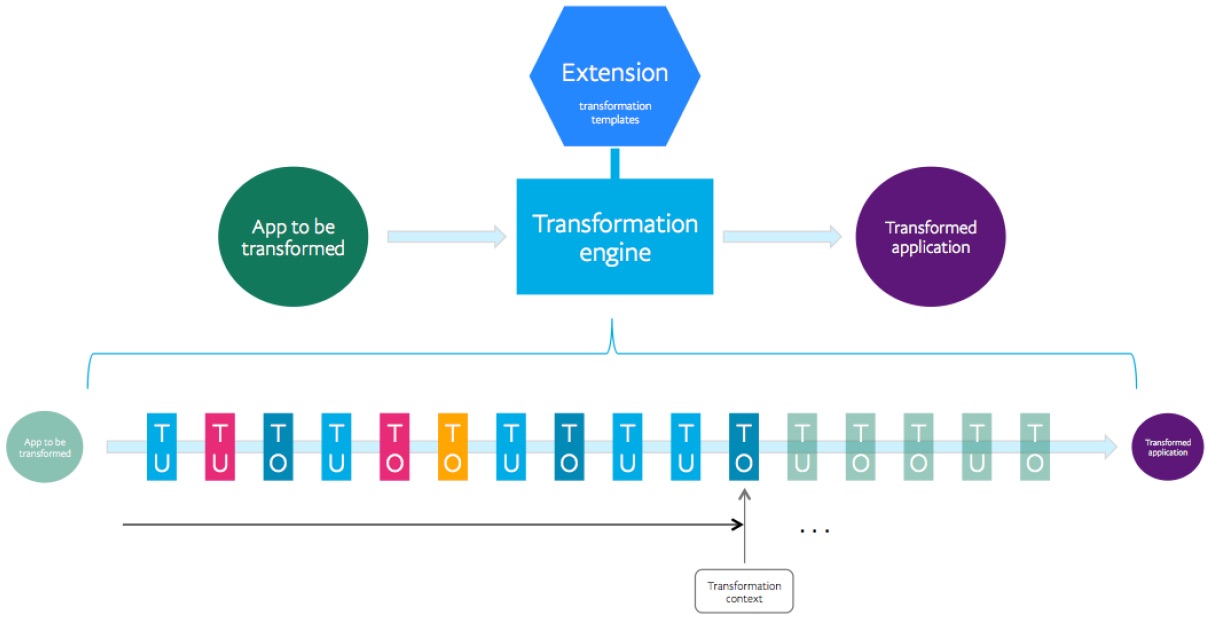 Extension
transformation
templates
App to be
transformed
Transformation
engine
Transformed
application
App to be
transformed
T T T T T T T T T T T T T T T T
U U O U O O U O U U O U O O U O
Transformed
application
...
Transformation
context